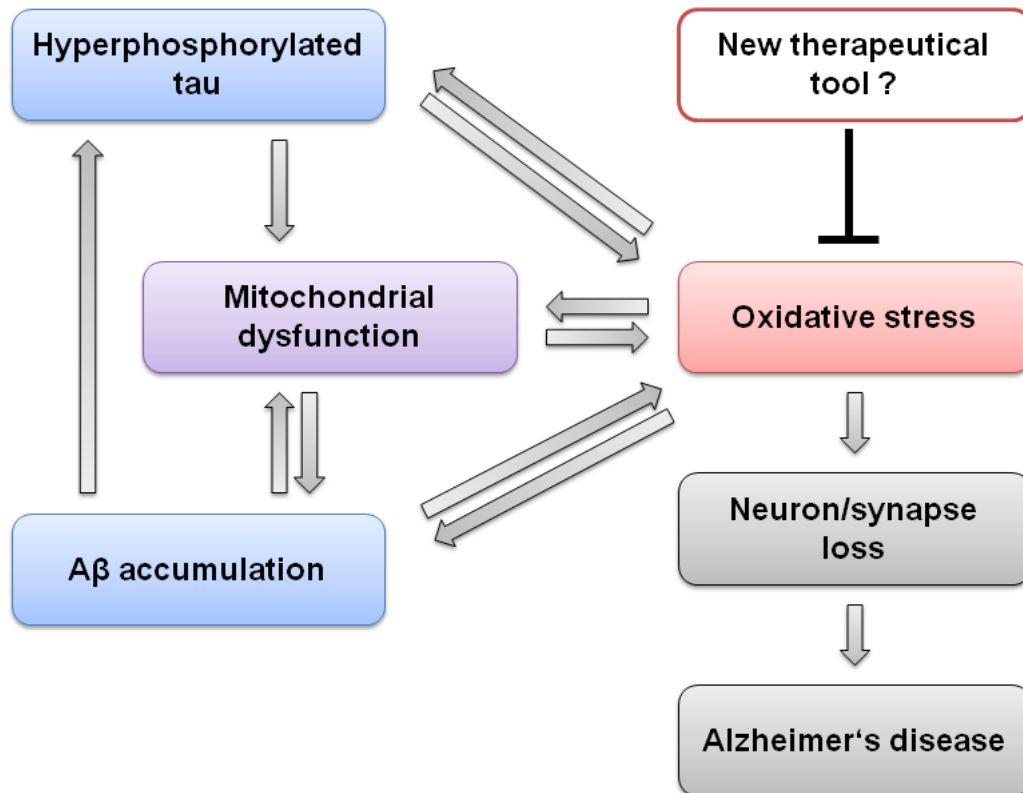 Hyperphosphorylated
tau
New therapeutical
tool ?
Mitochondrial
dysfunction
Oxidative stress
Neuron/synapse
loss
Aβ accumulation
Alzheimer‘s disease